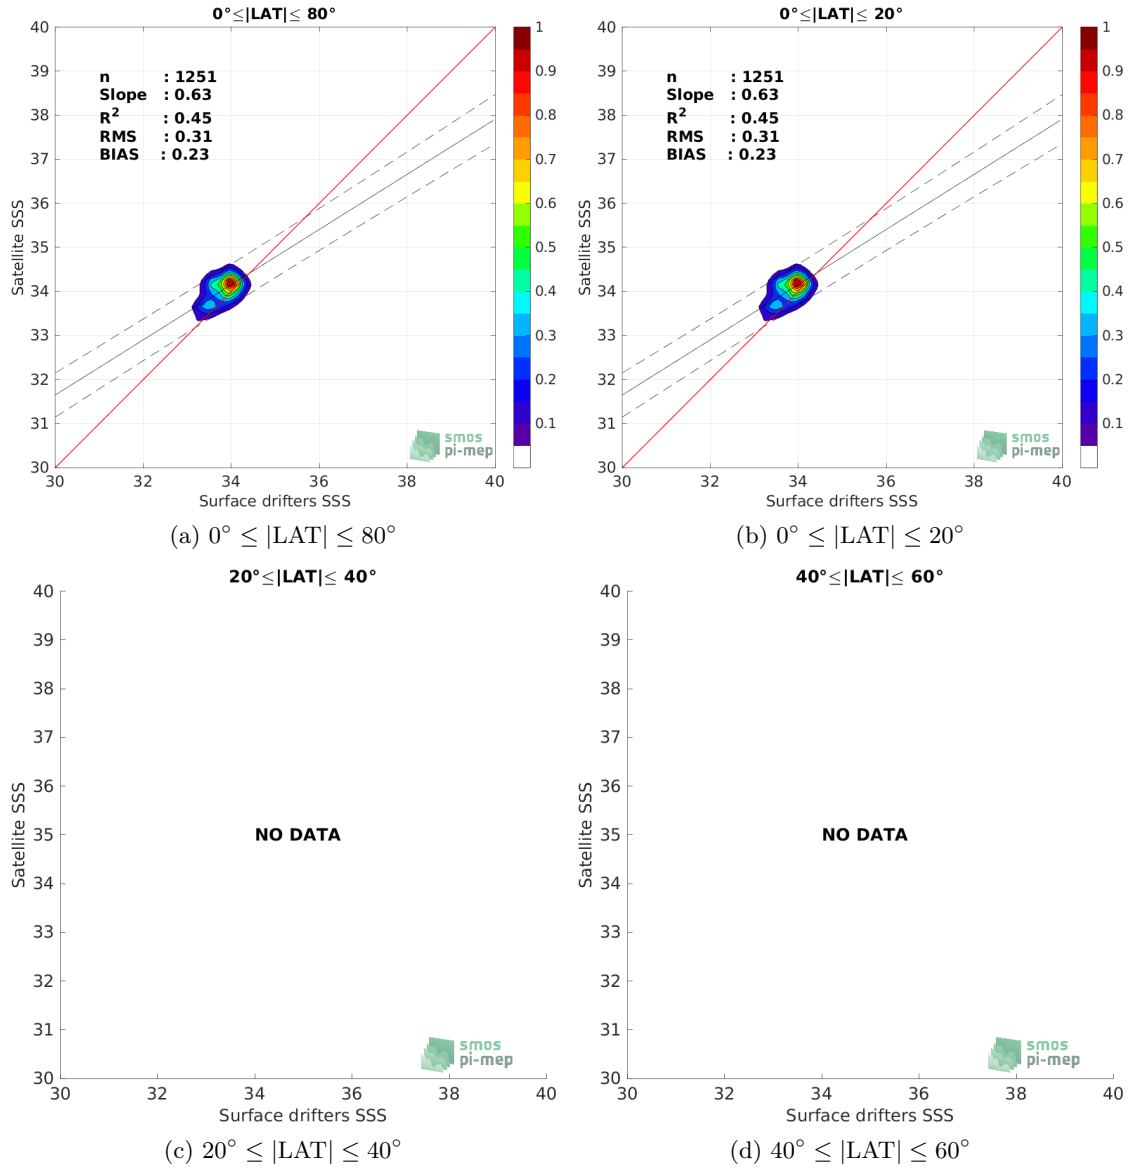 0°≤|LAT|≤ 80°
40
39
38
37
36
35
34
33
32
31
30
Satellite SSS
n : 1251
Slope : 0.63
R² : 0.45
RMS : 0.31
BIAS : 0.23
smos
pi-mep
30 32 34 36 38 40
Surface drifters SSS
1
0.9
0.8
0.7
0.6
0.5
0.4
0.3
0.2
0.1
(a) 0° ≤ |LAT| ≤ 80°
0°≤|LAT|≤ 20°
40
39
38
37
36
35
34
33
32
31
30
Satellite SSS
n : 1251
Slope : 0.63
R² : 0.45
RMS : 0.31
BIAS : 0.23
smos
pi-mep
30 32 34 36 38 40
Surface drifters SSS
1
0.9
0.8
0.7
0.6
0.5
0.4
0.3
0.2
0.1
(b) 0° ≤ |LAT| ≤ 20°
20°≤|LAT|≤ 40°
40
39
38
37
36
35
34
33
32
31
30
Satellite SSS
NO DATA
smos
pi-mep
30 32 34 36 38 40
Surface drifters SSS
(c) 20° ≤ |LAT| ≤ 40°
40°≤|LAT|≤ 60°
40
39
38
37
36
35
34
33
32
31
30
Satellite SSS
NO DATA
smos
pi-mep
30 32 34 36 38 40
Surface drifters SSS
(d) 40° ≤ |LAT| ≤ 60°